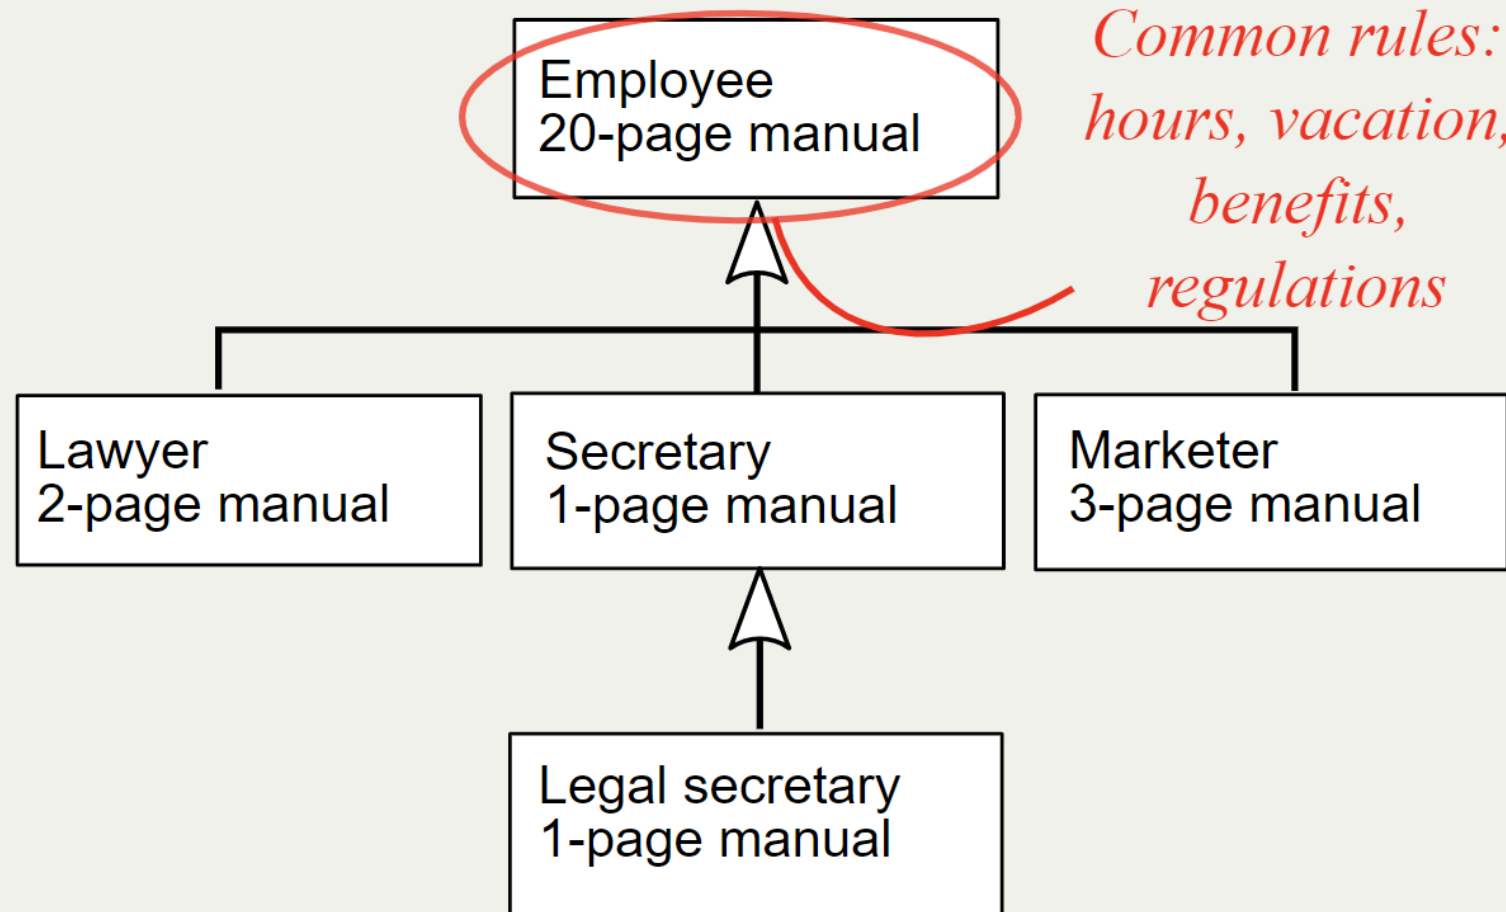 Employee
20-page manual
Common rules:
hours, vacation,
benefits,
regulations
Lawyer
2-page manual
Secretary
1-page manual
Marketer
3-page manual
Legal secretary
1-page manual